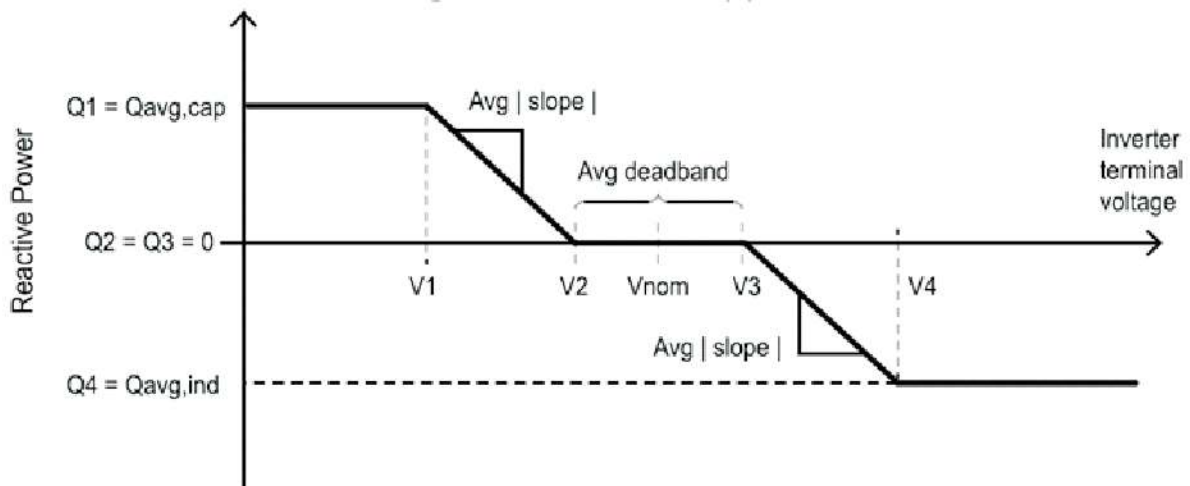 Q1 = Qavg,cap
Avg | slope |
Avg deadband
Inverter
terminal
voltage
Reactive Power
Q2 = Q3 = 0
V1
V2
Vnom
V3
V4
Avg | slope |
Q4 = Qavg,ind